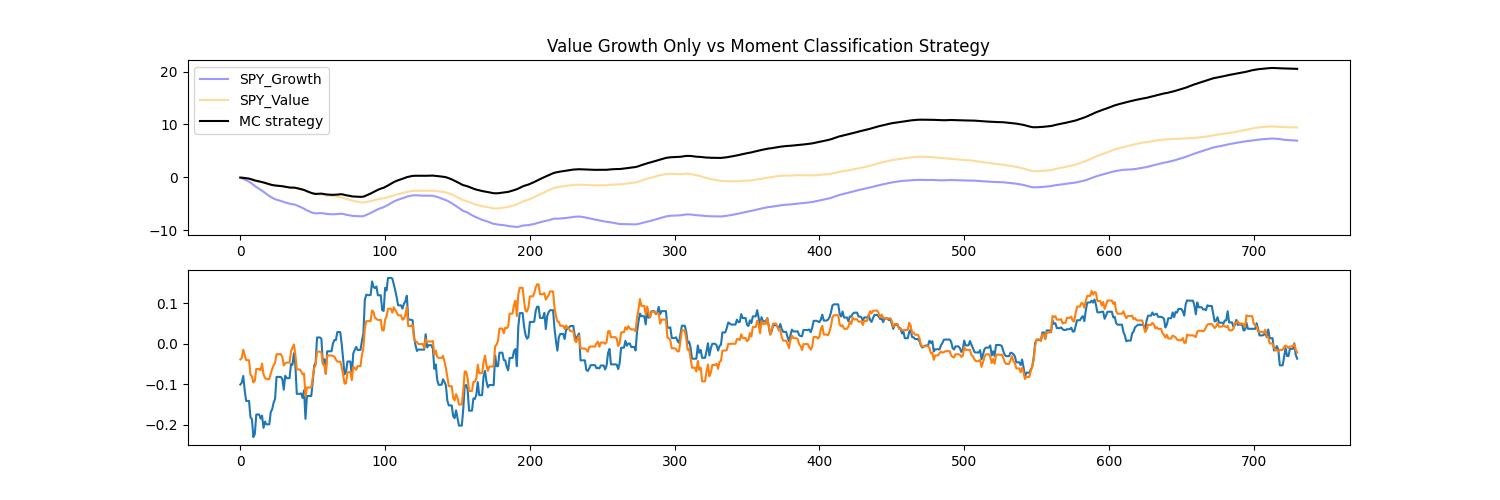 Value Growth Only vs Moment Classification Strategy
SPY_Growth
SPY_Value
MC strategy
20
10
0
−10
0 100 200 300 400 500 600 700
0.1
0.0
−0.1
−0.2
0 100 200 300 400 500 600 700